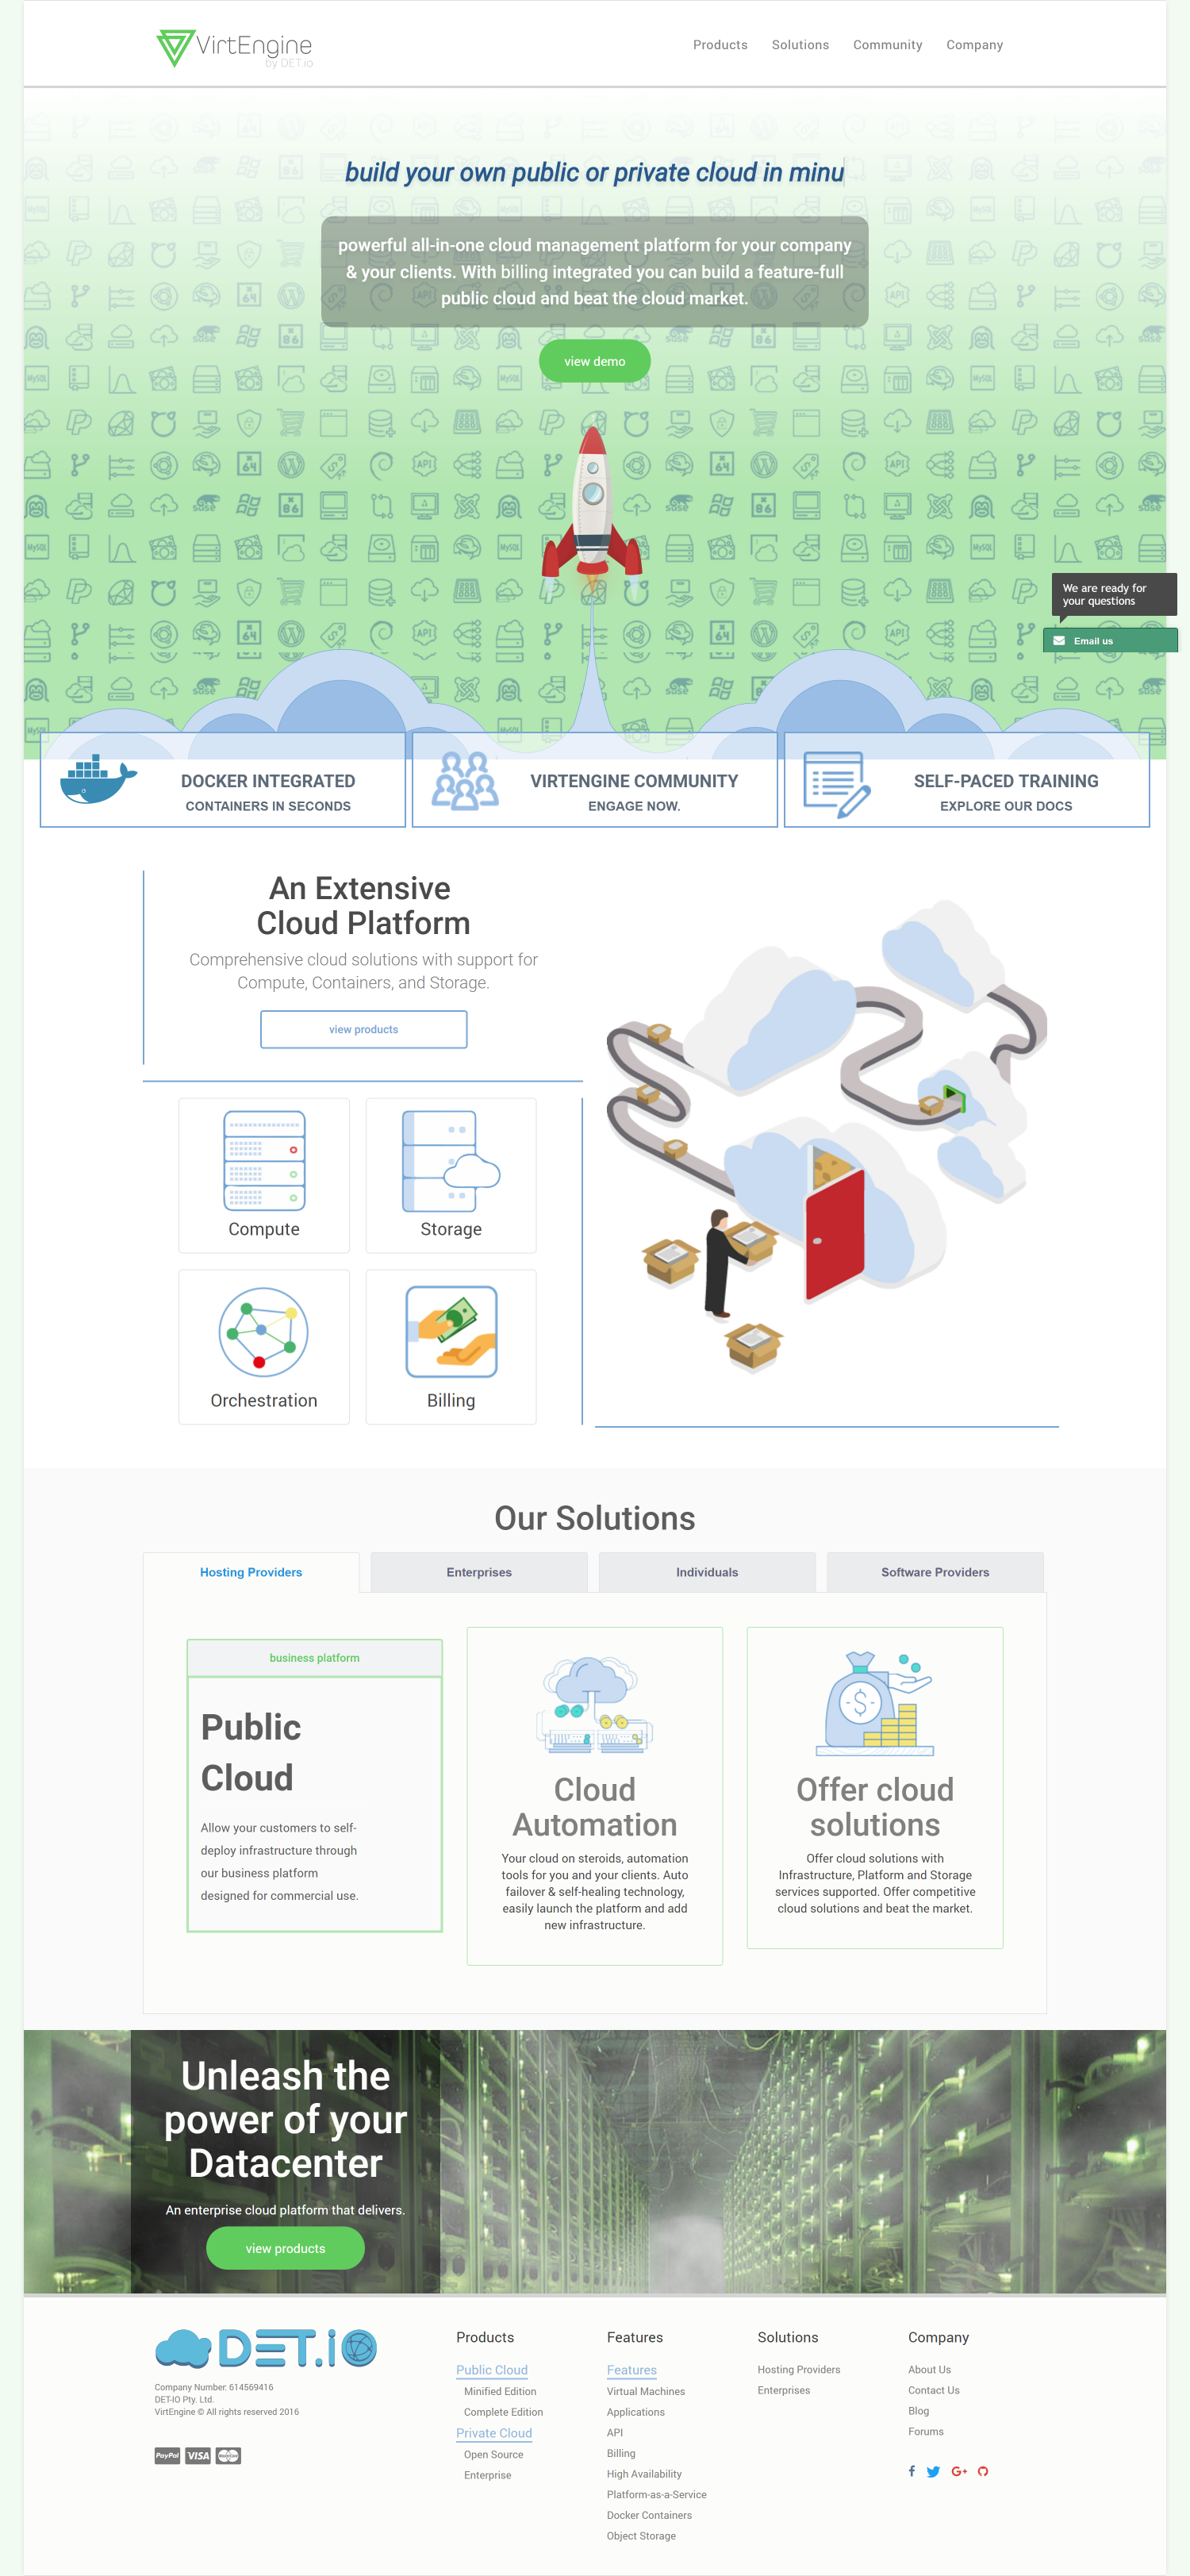 VirtEngine
by DET.io
Products Solutions Community Company
build your own public or private cloud in minu
powerful all-in-one cloud management platform for your company
& your clients. With billing integrated you can build a feature-full
public cloud and beat the cloud market.
view demo
We are ready for
your questions
Email us
DOCKER INTEGRATED
CONTAINERS IN SECONDS
VIRTENGINE COMMUNITY
ENGAGE NOW.
SELF-PACED TRAINING
EXPLORE OUR DOCS
An Extensive
Cloud Platform
Comprehensive cloud solutions with support for
Compute, Containers, and Storage.
view products
Compute
Storage
Orchestration
Billing
Our Solutions
Hosting Providers
Enterprises
Individuals
Software Providers
business platform
Public
Cloud
Allow your customers to self-
deploy infrastructure through
our business platform
designed for commercial use.
Cloud
Automation
Your cloud on steroids, automation
tools for you and your clients. Auto
failover & self-healing technology,
easily launch the platform and add
new infrastructure.
Offer cloud
solutions
Offer cloud solutions with
Infrastructure, Platform and Storage
services supported. Offer competitive
cloud solutions and beat the market.
Unleash the
power of your
Datacenter
An enterprise cloud platform that delivers.
view products
DET.iO
Company Number: 614569416
DET-IO Pty. Ltd.
VirtEngine © All rights reserved 2016
PayPal VISA
Products
Public Cloud
Minified Edition
Complete Edition
Private Cloud
Open Source
Enterprise
Features
Features
Virtual Machines
Applications
API
Billing
High Availability
Platform-as-a-Service
Docker Containers
Object Storage
Solutions
Hosting Providers
Enterprises
Company
About Us
Contact Us
Blog
Forums